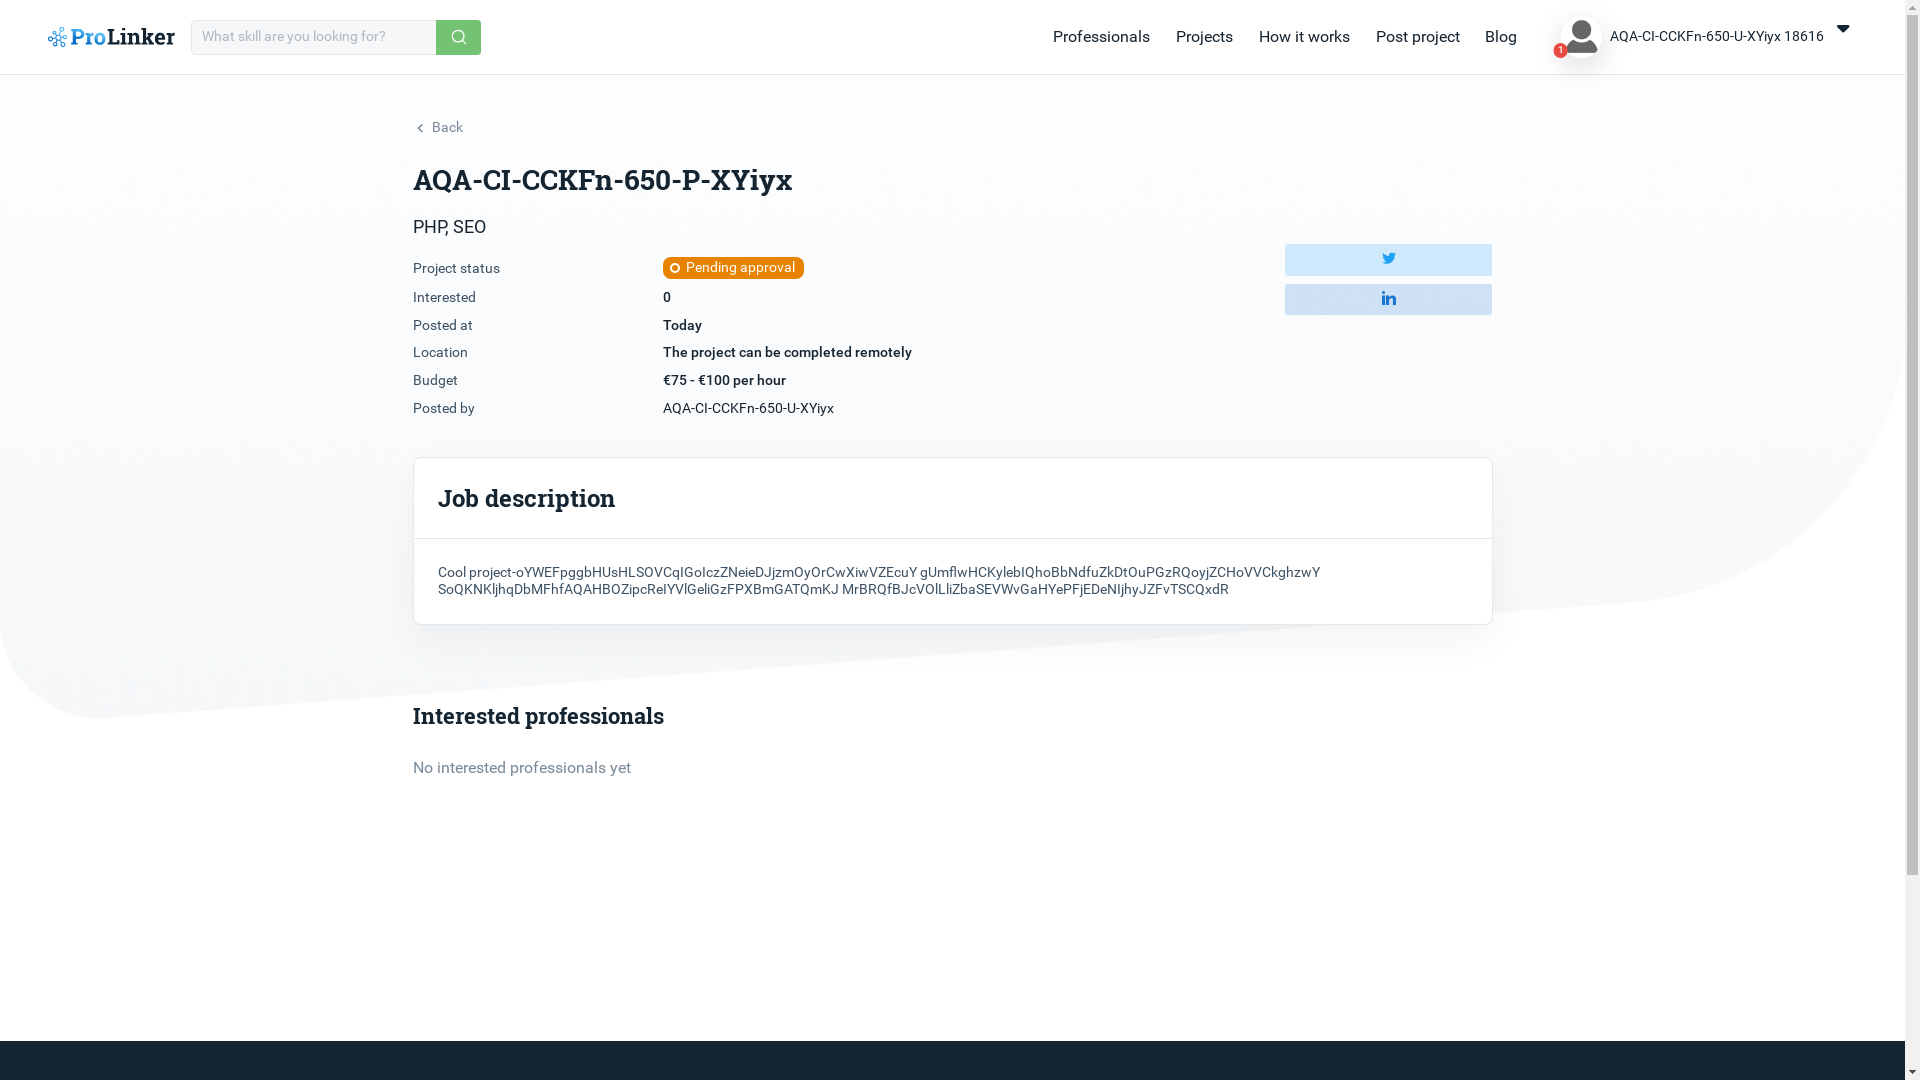 ProLinker
What skill are you looking for?
Professionals
Projects
How it works
Post project
Blog
1
AQA-CI-CCKFn-650-U-XYiyx 18616
Back
AQA-CI-CCKFn-650-P-XYiyx
PHP, SEO
Project status
Pending approval
Interested
0
Posted at
Today
Location
The project can be completed remotely
Budget
€75 - €100 per hour
Posted by
AQA-CI-CCKFn-650-U-XYiyx
Job description
Cool project-oYWEFpggbHUsHLSOVCqIGoIczZNeieDJjzmOyOrCwXiwVZEcuY gUmflwHCKylebIQhoBbNdfuZkDtOuPGzRQoyjZCHoVVCkghzwY
SoQKNKljhqDbMFhfAQAHBOZipcReIYVlGeliGzFPXBmGATQmKJ MrBRQfBJcVOlLliZbaSEVWvGaHYePFjEDeNIjhyJZFvTSCQxdR
Interested professionals
No interested professionals yet